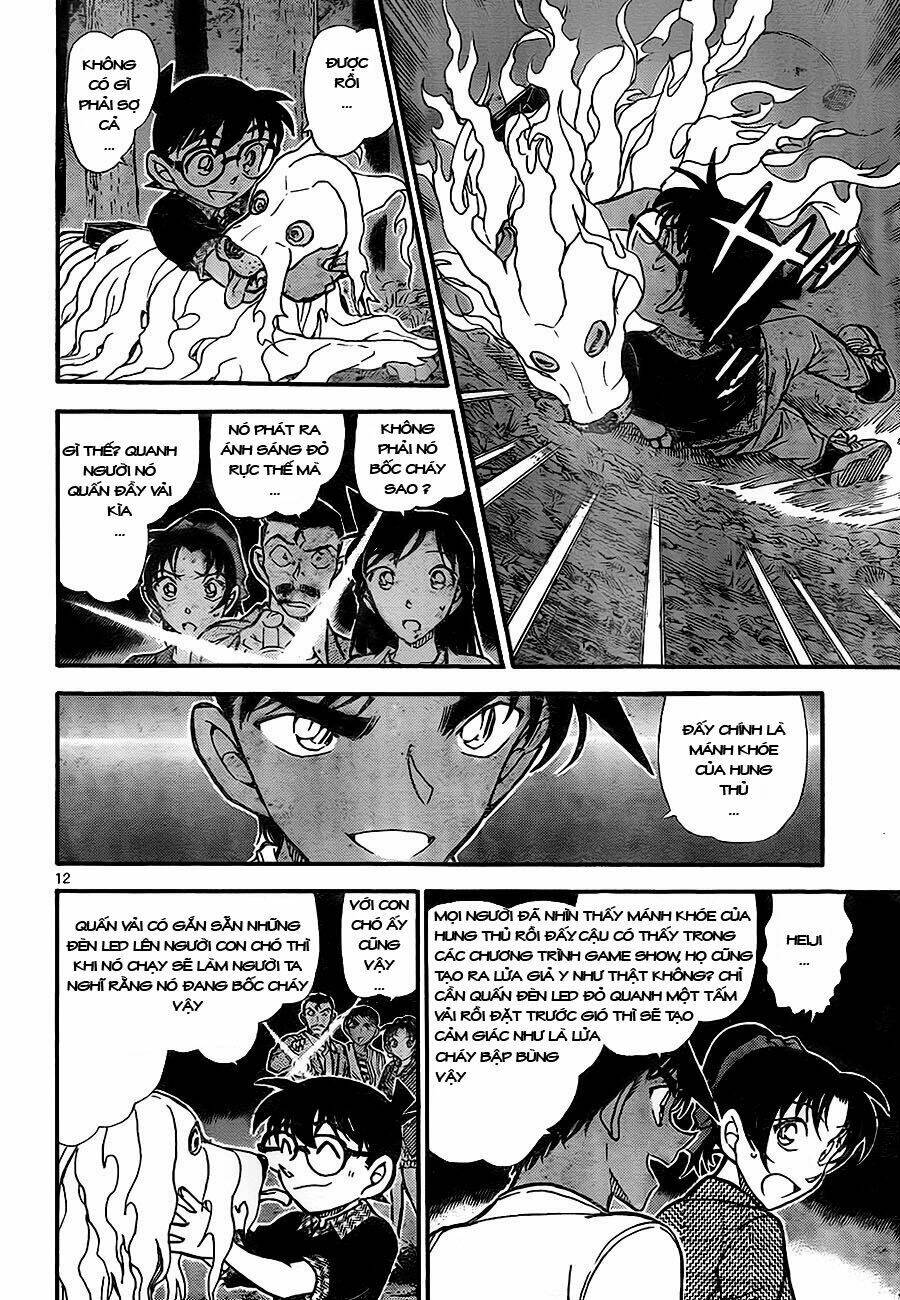 ĐƯỢC
RỒI
...
KHÔNG
CÓ GÌ
PHẢI SỢ
CẢ
...
KHÔNG
PHẢI NÓ
BỐC CHÁY
SAO ?
NÓ PHÁT RA
ÁNH SÁNG ĐỎ
RỰC THẾ MÀ
...
GÌ THẾ? QUANH
NGƯỜI NÓ
QUẤN ĐẦY VẢI
KÌA
...
ĐẤY CHÍNH LÀ
MÁNH KHÓE
CỦA HUNG
THỦ
...
12
HEIJI
...
MỌI NGƯỜI ĐÃ NHÌN THẤY MÁNH KHÓE CỦA
HUNG THỦ RỒI ĐẤY. CẬU CÓ THẤY TRONG
CÁC CHƯƠNG TRÌNH GAME SHOW, HỌ CŨNG
TẠO RA LỬA GIẢ Y NHƯ THẬT KHÔNG? CHỈ
CẦN QUẤN ĐÈN LED ĐỎ QUANH MỘT TẤM
VẢI RỒI ĐẶT TRƯỚC GIÓ THÌ SẼ TẠO
CẢM GIÁC NHƯ LÀ LỬA
CHÁY BẬP BÙNG
VẬY
VỚI CON
CHÓ ẤY
CŨNG
VẬY
...
QUẤN VẢI CÓ GẮN SẴN NHỮNG
ĐÈN LED LÊN NGƯỜI CON CHÓ THÌ
KHI NÓ CHẠY SẼ LÀM NGƯỜI TA
NGHĨ RẰNG NÓ ĐANG BỐC CHÁY
VẬY